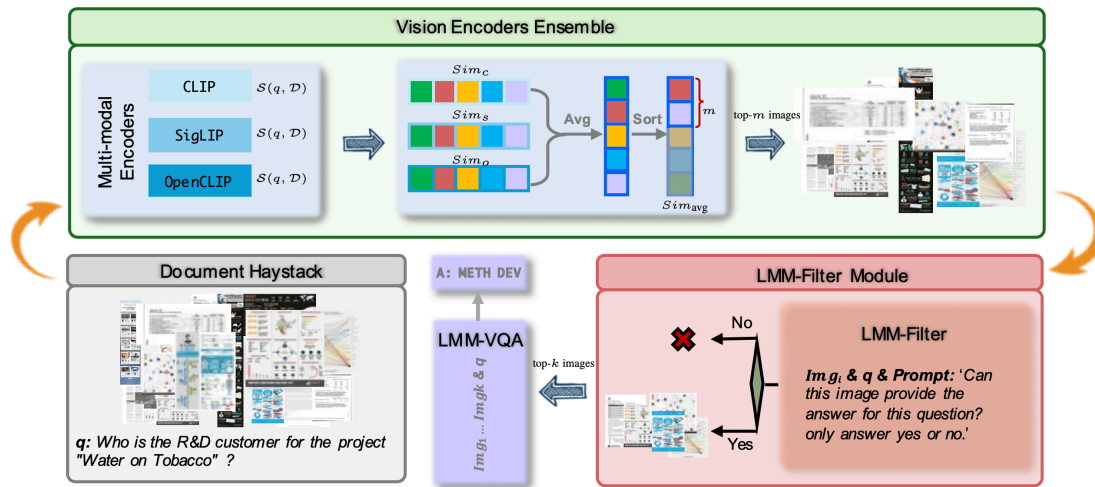 Vision Encoders Ensemble
Multi-modal
Encoders
CLIP
S(q, D)
SigLIP
S(q, D)
OpenCLIP
S(q, D)
Sim_c
Sim_s
Sim_o
Avg
Sort
m
Sim_avg
top-m images
Document Haystack
q: Who is the R&D customer for the project
"Water on Tobacco" ?
A: METH DEV
LMM-VQA
Img_1 ... Imgk & q
top-k images
LMM-Filter Module
No
Yes
LMM-Filter
Img_i & q & Prompt: ‘Can
this image provide the
answer for this question?
only answer yes or no.’